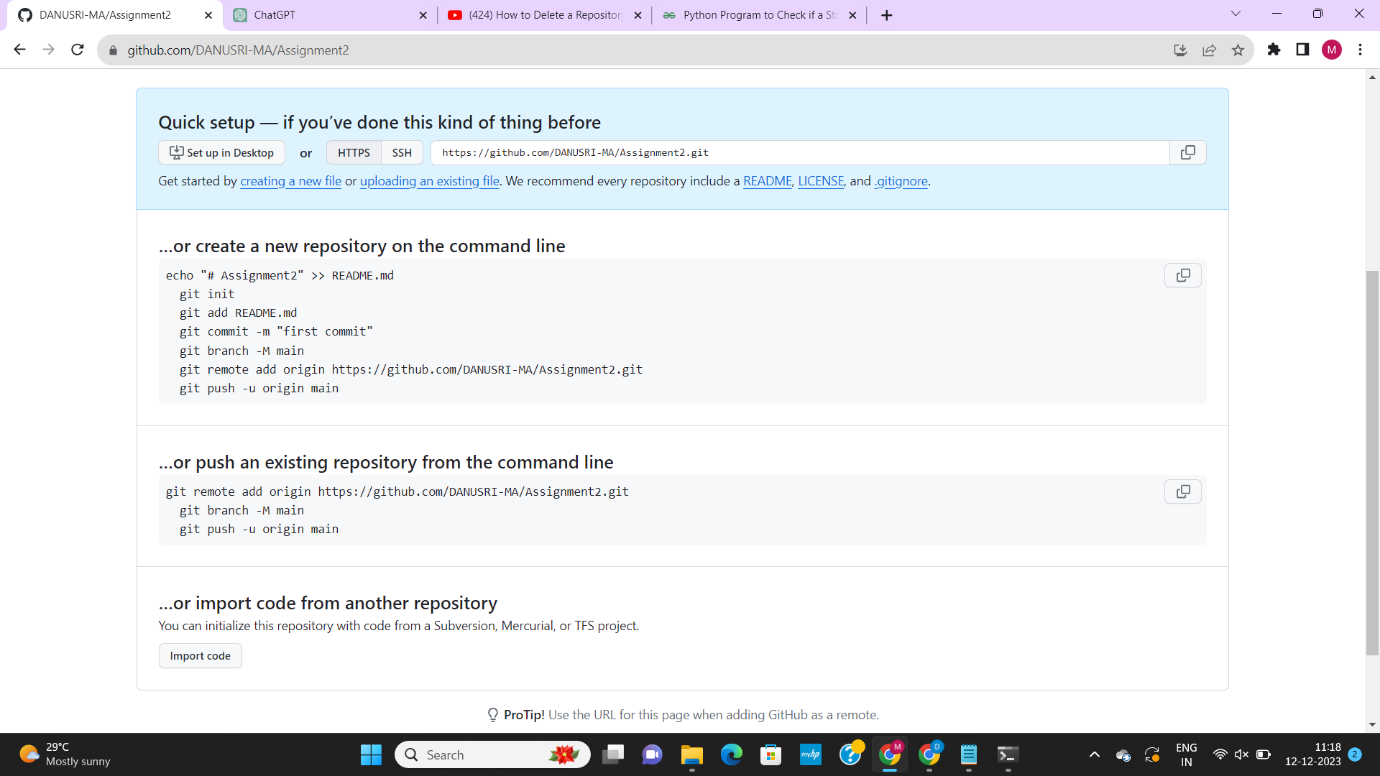 DANUSRI-MA/Assignment2
ChatGPT
(424) How to Delete a Repositor
Python Program to Check if a St
github.com/DANUSRI-MA/Assignment2
M
Quick setup — if you’ve done this kind of thing before
Set up in Desktop or HTTPS SSH https://github.com/DANUSRI-MA/Assignment2.git
Get started by creating a new file or uploading an existing file. We recommend every repository include a README, LICENSE, and .gitignore.
…or create a new repository on the command line
echo "# Assignment2" >> README.md
git init
git add README.md
git commit -m "first commit"
git branch -M main
git remote add origin https://github.com/DANUSRI-MA/Assignment2.git
git push -u origin main
…or push an existing repository from the command line
git remote add origin https://github.com/DANUSRI-MA/Assignment2.git
git branch -M main
git push -u origin main
…or import code from another repository
You can initialize this repository with code from a Subversion, Mercurial, or TFS project.
Import code
ProTip! Use the URL for this page when adding GitHub as a remote.
29°C
Mostly sunny
Search
myhp
M
D
ENG
IN
11:18
12-12-2023
2